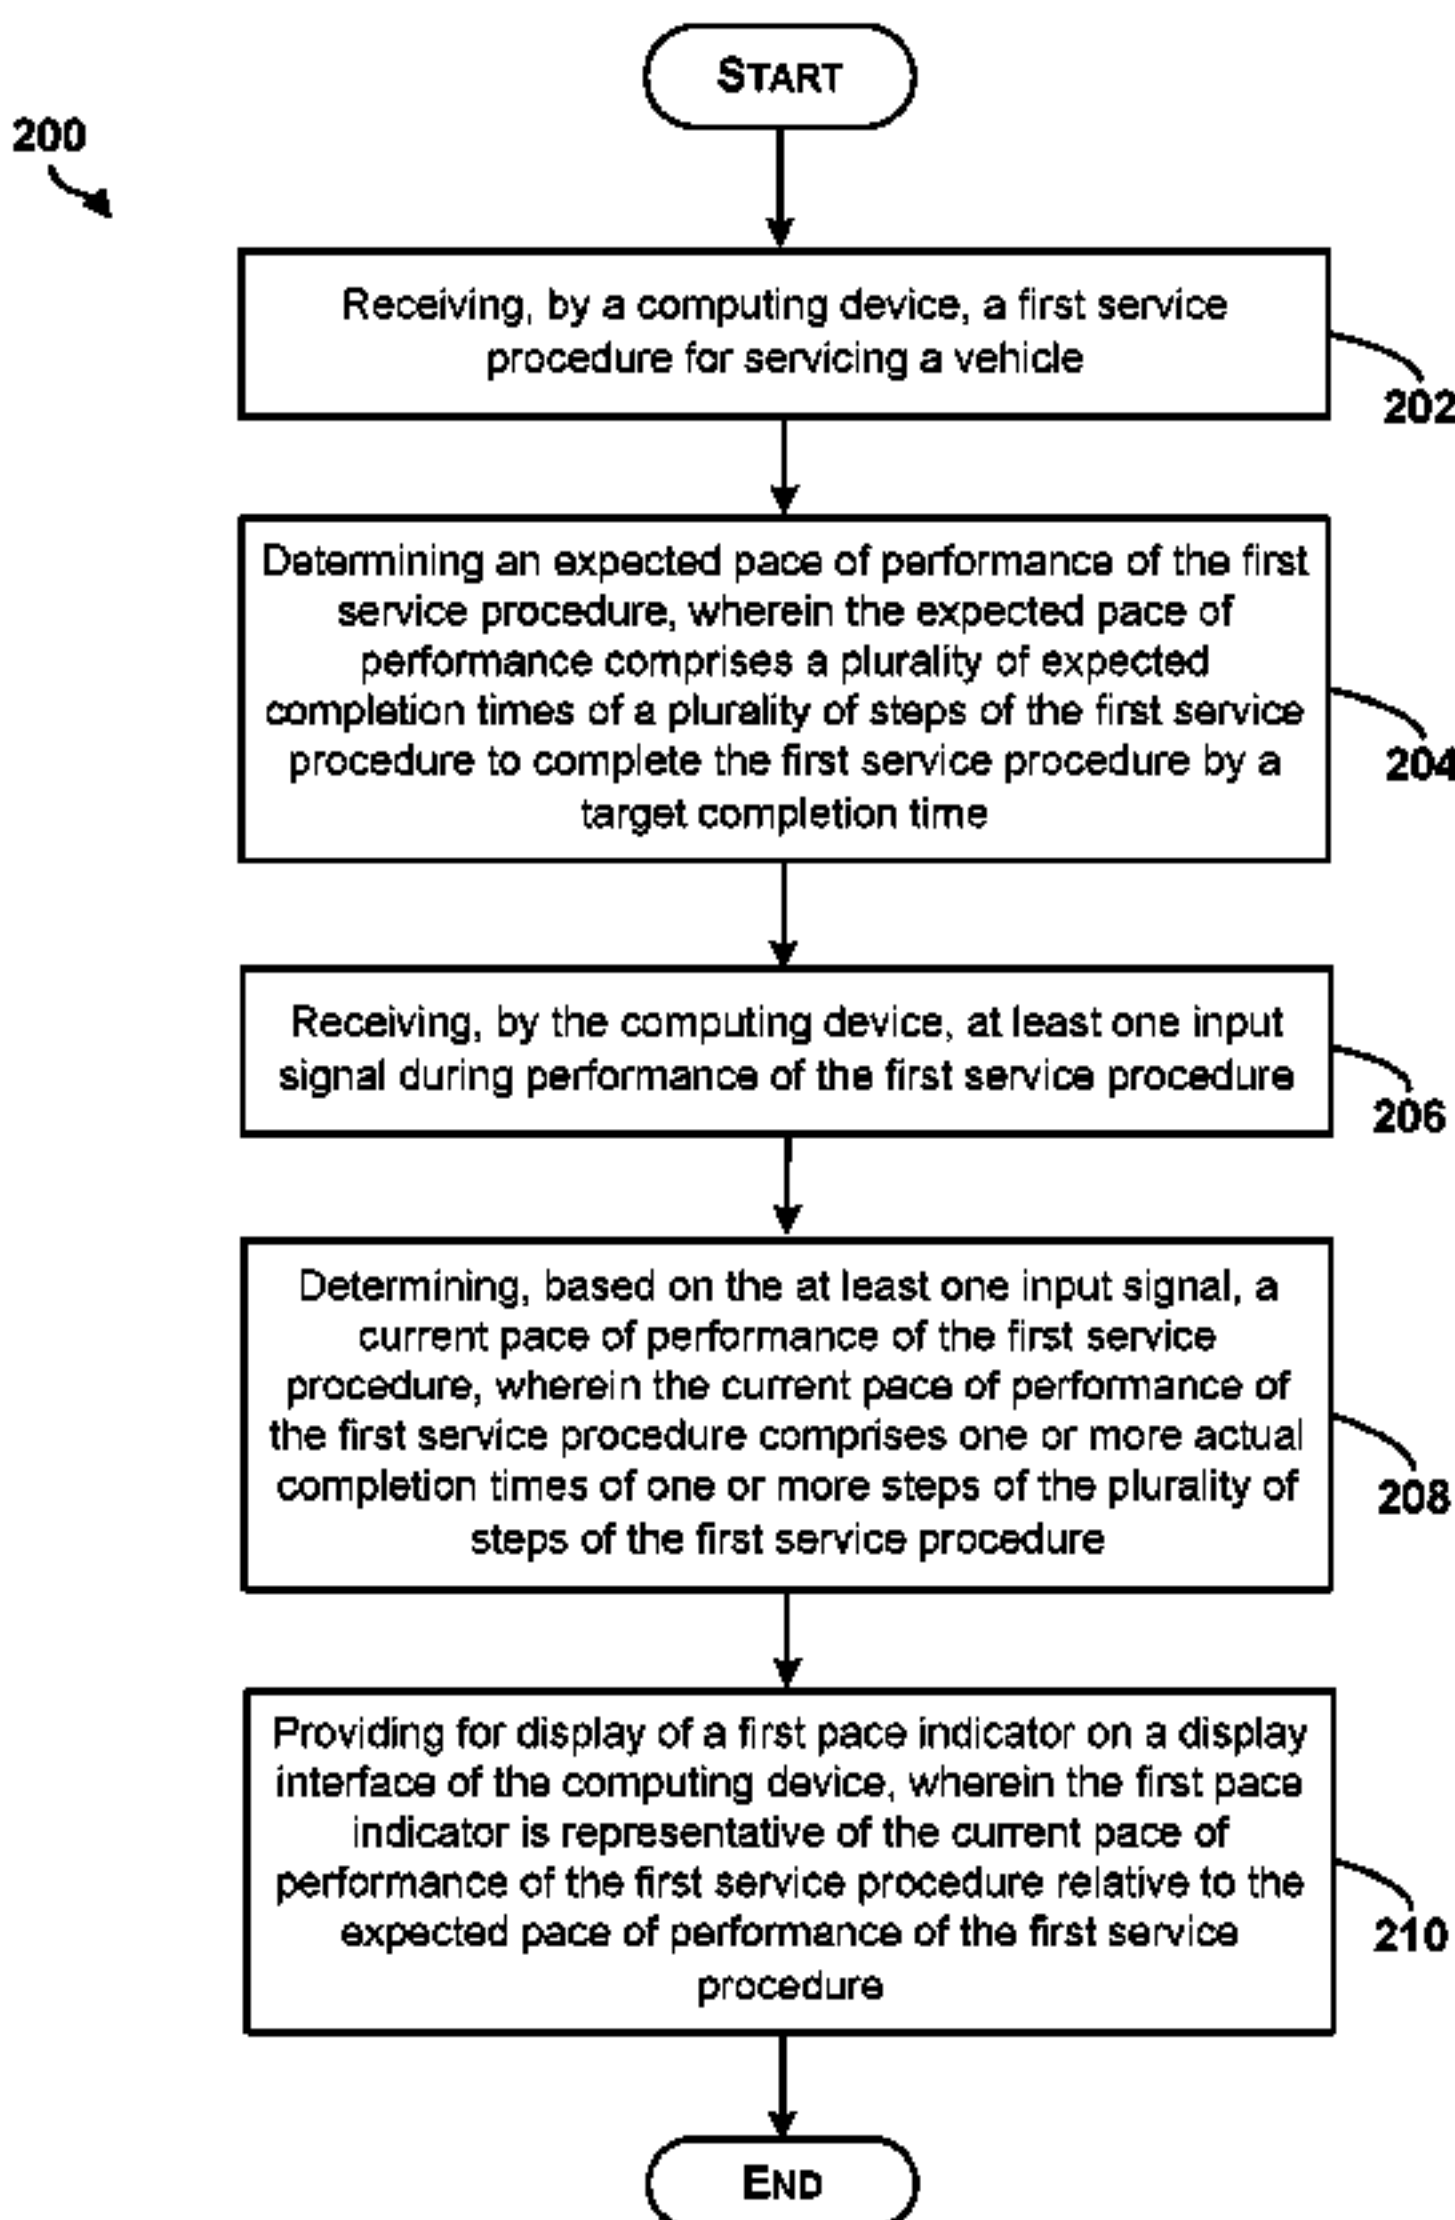 START
200
Receiving, by a computing device, a first service
procedure for servicing a vehicle
202
Determining an expected pace of performance of the first
service procedure, wherein the expected pace of
performance comprises a plurality of expected
completion times of a plurality of steps of the first service
procedure to complete the first service procedure by a
target completion time
204
Receiving, by the computing device, at least one input
signal during performance of the first service procedure
206
Determining, based on the at least one input signal, a
current pace of performance of the first service
procedure, wherein the current pace of performance of
the first service procedure comprises one or more actual
completion times of one or more steps of the plurality of
steps of the first service procedure
208
Providing for display of a first pace indicator on a display
interface of the computing device, wherein the first pace
indicator is representative of the current pace of
performance of the first service procedure relative to the
expected pace of performance of the first service
procedure
210
END